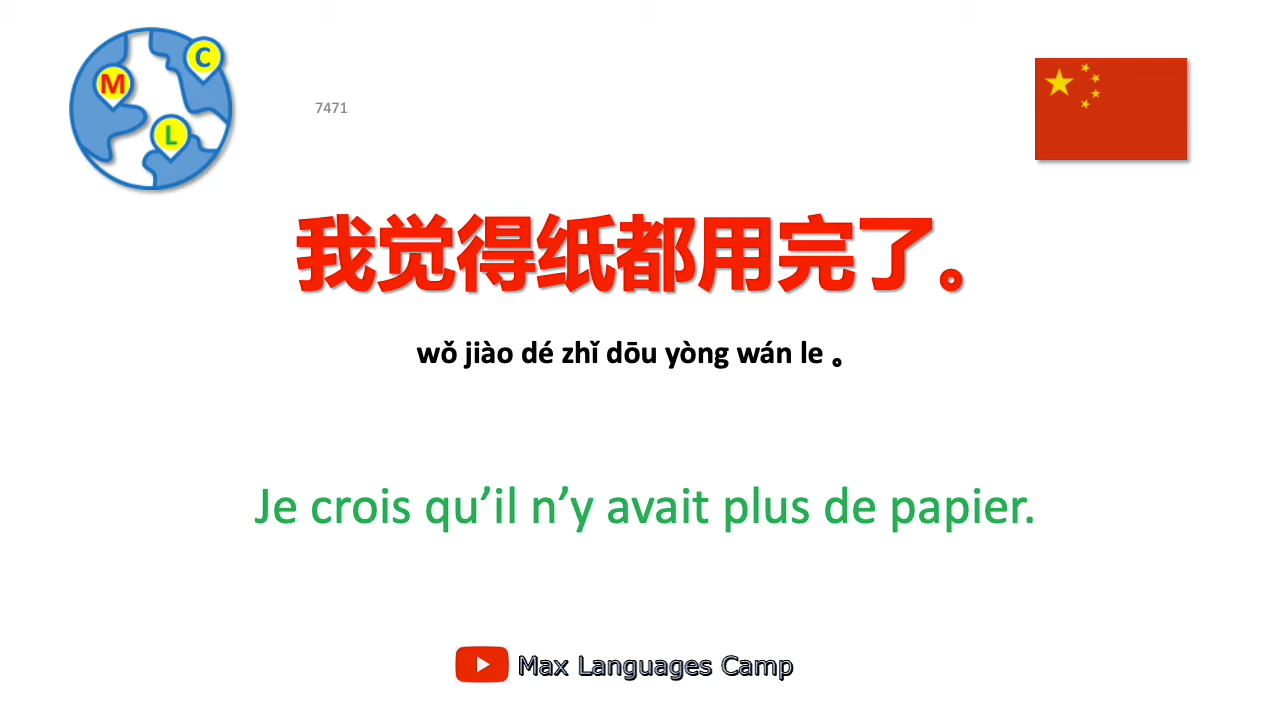 M
C
L
7471
我觉得纸都用完了。
wǒ jiào dé zhǐ dōu yòng wán le 。
Je crois qu’il n’y avait plus de papier.
Max Languages Camp